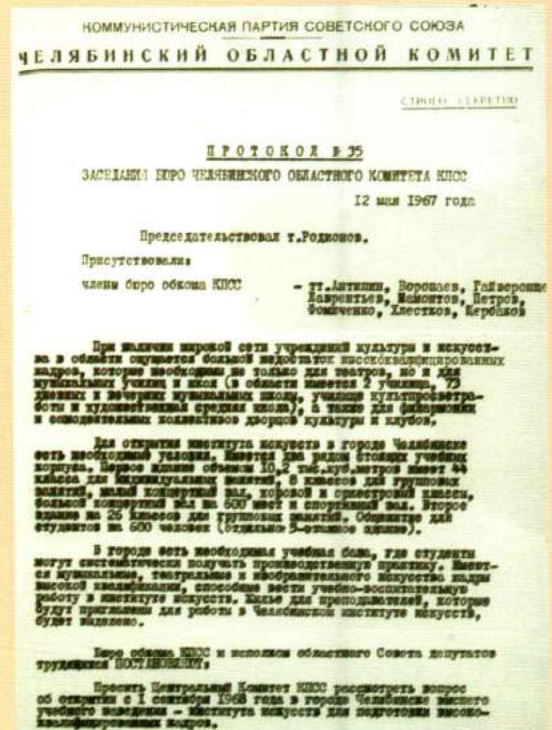 КОММУНИСТИЧЕСКАЯ ПАРТИЯ СОВЕТСКОГО СОЮЗА
ЧЕЛЯБИНСКИЙ ОБЛАСТНОЙ КОМИТЕТ
СТРОГО СЕКРЕТНО
ПРОТОКОЛ № 35
ЗАСЕДАНИЯ БЮРО ЧЕЛЯБИНСКОГО ОБЛАСТНОГО КОМИТЕТА КПСС
12 мая 1967 года
Председательствовал т.Родионов.
Присутствовали:
члены бюро обкома КПСС - тт.Антипин, Воропаев, Гайворонце
Лаврентьев, Мамонтов, Петров,
Фомиченко, Хлестков,
При наличии широкой сети учреждений культуры и искусст-
ва в области ощущается большой недостаток высококвалифицированных
кадров, которые необходимы не только для театров, но и для
музыкальных училищ и школ (в области имеется 2 училища, 73
дневных и вечерних музыкальных школы, училище культпросветра-
боты и художественная средняя школа), а также для филармонии
и самодеятельных коллективов дворцов культуры и клубов.
Для открытия института искусств в городе Челябинске
есть необходимые условия. Имеется два рядом стоящих учебных
корпуса. Первое здание объемом 10,2 тыс.куб.метров имеет 44
класса для индивидуальных занятий, 8 классов для групповых
занятий, малый концертный зал, хоровой и оркестровый классы,
большой концертный зал на 600 мест и спортивный зал. Второе
здание на 26 классов для групповых занятий. Общежитие для
студентов на 600 человек (отдельное 5-этажное здание).
В городе есть необходимая учебная база, где студенты
могут систематически получать производственную практику. Имеют-
ся музыкальные, театральные и изобразительного искусства кадры
высокой квалификации, способные вести учебно-воспитательную
работу в институте искусств. Жилье для преподавателей, которые
будут приглашены для работы в Челябинском институте искусств,
будет выделено.
Бюро обкома КПСС и исполком областного Совета депутатов
трудящихся ПОСТАНОВЛЯЮТ:
Просить Центральный Комитет КПСС рассмотреть вопрос
об открытии с 1 сентября 1968 года в городе Челябинске высшего
учебного заведения - института искусств для подготовки высоко-
квалифицированных кадров.